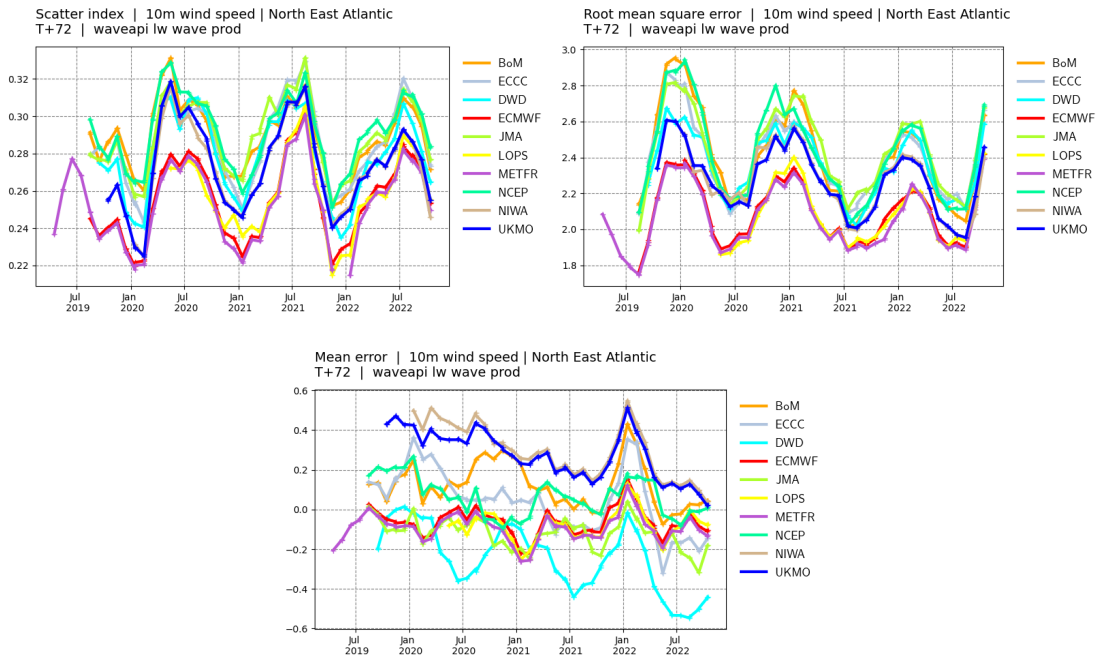 Scatter index | 10m wind speed | North East Atlantic
T+72 | waveapi lw wave prod
0.32
0.30
0.28
0.26
0.24
0.22
Jul
2019
Jan
2020
Jul
2020
Jan
2021
Jul
2021
Jan
2022
Jul
2022
BoM
ECCC
DWD
ECMWF
JMA
LOPS
METFR
NCEP
NIWA
UKMO
Root mean square error | 10m wind speed | North East Atlantic
T+72 | waveapi lw wave prod
3.0
2.8
2.6
2.4
2.2
2.0
1.8
Jul
2019
Jan
2020
Jul
2020
Jan
2021
Jul
2021
Jan
2022
Jul
2022
BoM
ECCC
DWD
ECMWF
JMA
LOPS
METFR
NCEP
NIWA
UKMO
Mean error | 10m wind speed | North East Atlantic
T+72 | waveapi lw wave prod
0.6
0.4
0.2
0.0
−0.2
−0.4
−0.6
Jul
2019
Jan
2020
Jul
2020
Jan
2021
Jul
2021
Jan
2022
Jul
2022
BoM
ECCC
DWD
ECMWF
JMA
LOPS
METFR
NCEP
NIWA
UKMO